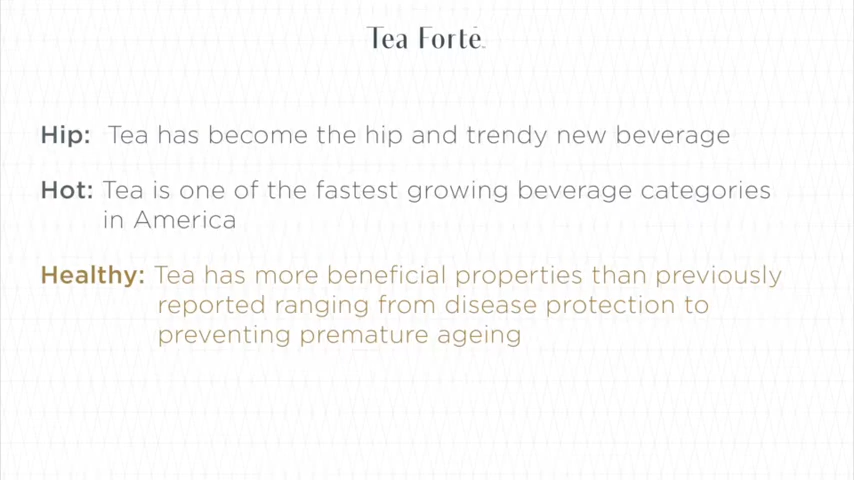 Tea Forté
Hip: Tea has become the hip and trendy new beverage
Hot: Tea is one of the fastest growing beverage categories
in America
Healthy: Tea has more beneficial properties than previously
reported ranging from disease protection to
preventing premature ageing